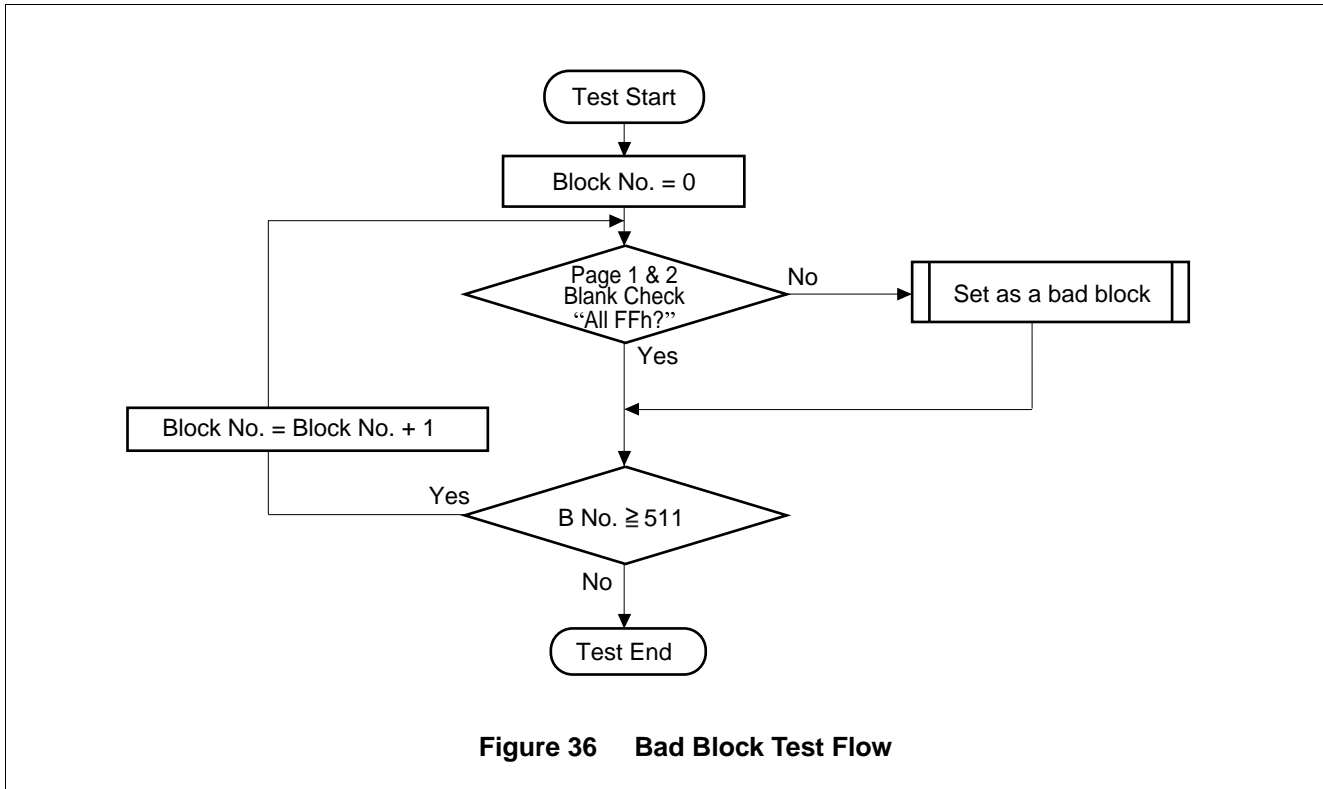 Test Start
Block No. = 0
Page 1 & 2
Blank Check
“All FFh?”
No
Set as a bad block
Yes
Block No. = Block No. + 1
Yes
B No. ≧ 511
No
Test End
Figure 36 Bad Block Test Flow